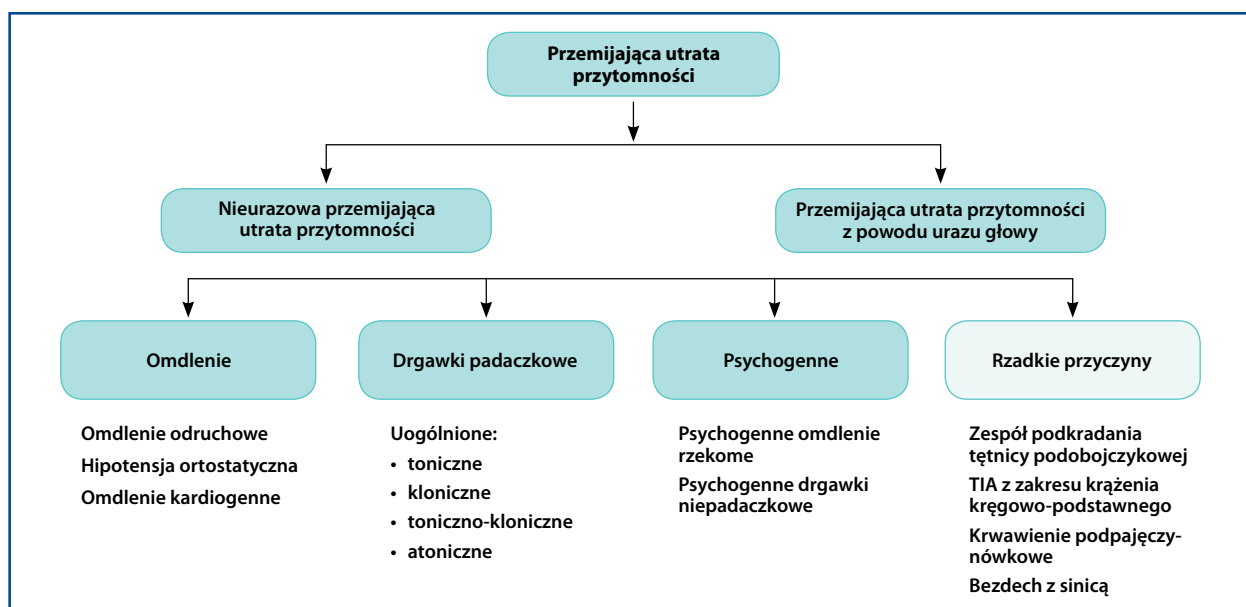 Przemijająca utrata
przytomności
Nieurazowa przemijająca
utrata przytomności
Przemijająca utrata przytomności
z powodu urazu głowy
Omdlenie
Drgawki padaczkowe
Psychogenne
Rzadkie przyczyny
Omdlenie odruchowe
Hipotensja ortostatyczna
Omdlenie kardiogenne
Uogólnione:
• toniczne
• kloniczne
• toniczno-kloniczne
• atoniczne
Psychogenne omdlenie
rzekome
Psychogenne drgawki
niepadaczkowe
Zespół podkradania
tętnicy podobojczykowej
TIA z zakresu krążenia
kręgowo-podstawnego
Krwawienie podpajęczy-
nówkowe
Bezdech z sinicą